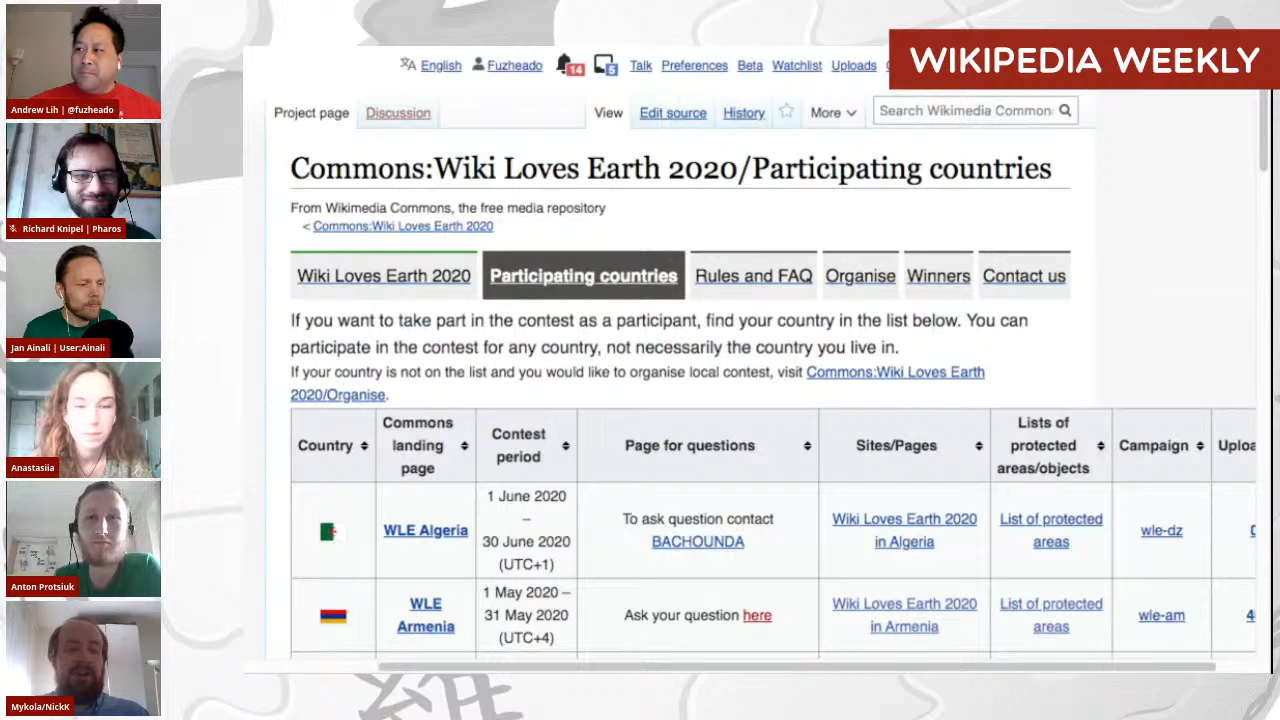 WIKIPEDIA WEEKLY
English Fuzheado 14 5 Talk Preferences Beta Watchlist Uploads
Project page Discussion View Edit source History More Search Wikimedia Common
Commons:Wiki Loves Earth 2020/Participating countries
From Wikimedia Commons, the free media repository
< Commons:Wiki Loves Earth 2020
Wiki Loves Earth 2020 Participating countries Rules and FAQ Organise Winners Contact us
If you want to take part in the contest as a participant, find your country in the list below. You can
participate in the contest for any country, not necessarily the country you live in.
If your country is not on the list and you would like to organise local contest, visit Commons:Wiki Loves Earth
2020/Organise.
Country
Commons
landing
page
Contest
period
Page for questions
Sites/Pages
Lists of
protected
areas/objects
Campaign
Uploa
WLE Algeria
1 June 2020
–
30 June 2020
(UTC+1)
To ask question contact
BACHOUNDA
Wiki Loves Earth 2020
in Algeria
List of protected
areas
wle-dz
WLE
Armenia
1 May 2020 –
31 May 2020
(UTC+4)
Ask your question here
Wiki Loves Earth 2020
in Armenia
List of protected
areas
wle-am
4
Andrew Lih | @fuzheado
Richard Knipel | Pharos
Jan Ainali | User:Ainali
Anastasiia
Anton Protsiuk
Mykola/NickK